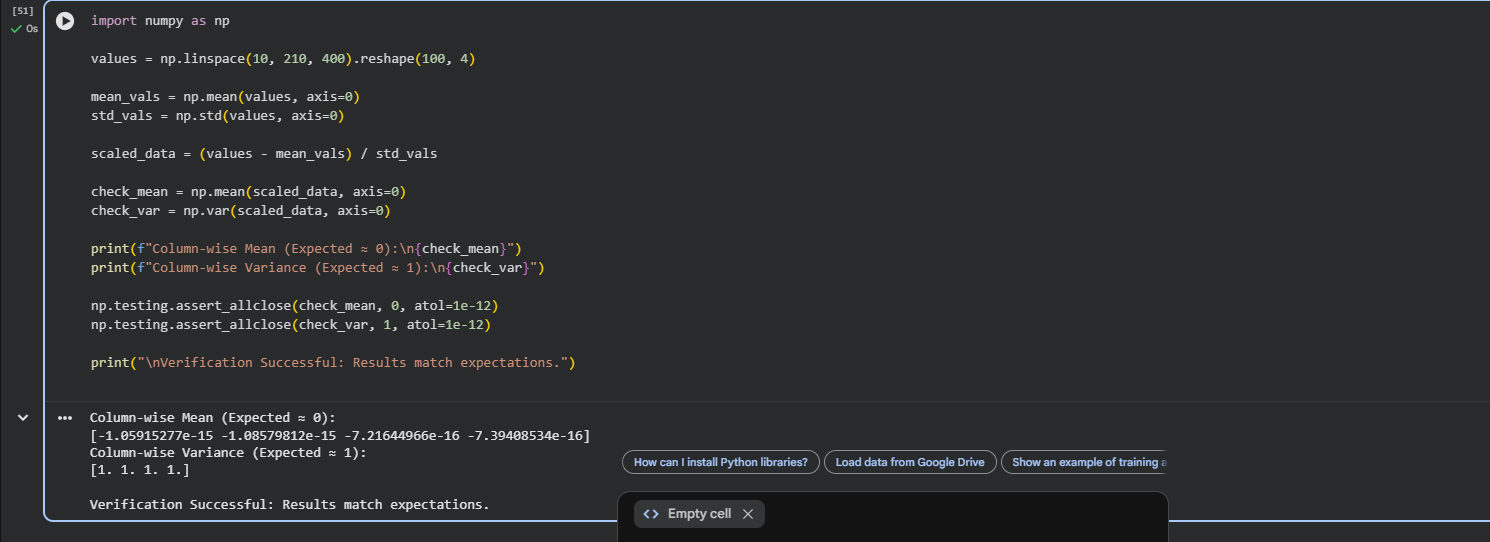 [51]
0s
import numpy as np
values = np.linspace(10, 210, 400).reshape(100, 4)
mean_vals = np.mean(values, axis=0)
std_vals = np.std(values, axis=0)
scaled_data = (values - mean_vals) / std_vals
check_mean = np.mean(scaled_data, axis=0)
check_var = np.var(scaled_data, axis=0)
print(f"Column-wise Mean (Expected ≈ 0):\n{check_mean}")
print(f"Column-wise Variance (Expected ≈ 1):\n{check_var}")
np.testing.assert_allclose(check_mean, 0, atol=1e-12)
np.testing.assert_allclose(check_var, 1, atol=1e-12)
print("\nVerification Successful: Results match expectations.")
Column-wise Mean (Expected ≈ 0):
[-1.05915277e-15 -1.08579812e-15 -7.21644966e-16 -7.39408534e-16]
Column-wise Variance (Expected ≈ 1):
[1. 1. 1. 1.]
How can I install Python libraries?
Load data from Google Drive
Show an example of training a
Verification Successful: Results match expectations.
Empty cell